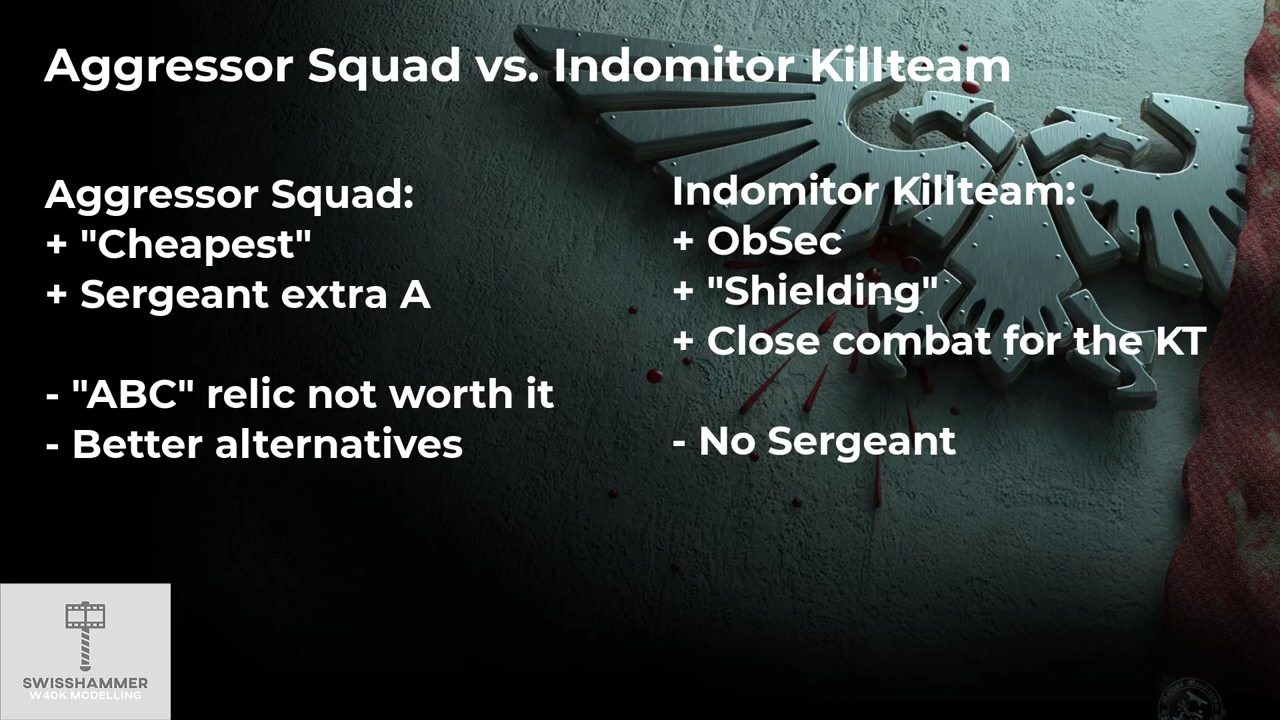 Aggressor Squad vs. Indomitor Killteam
Aggressor Squad:
+ "Cheapest"
+ Sergeant extra A
- "ABC" relic not worth it
- Better alternatives
Indomitor Killteam:
+ ObSec
+ "Shielding"
+ Close combat for the KT
- No Sergeant
SWISSHAMMER
W40K MODELLING